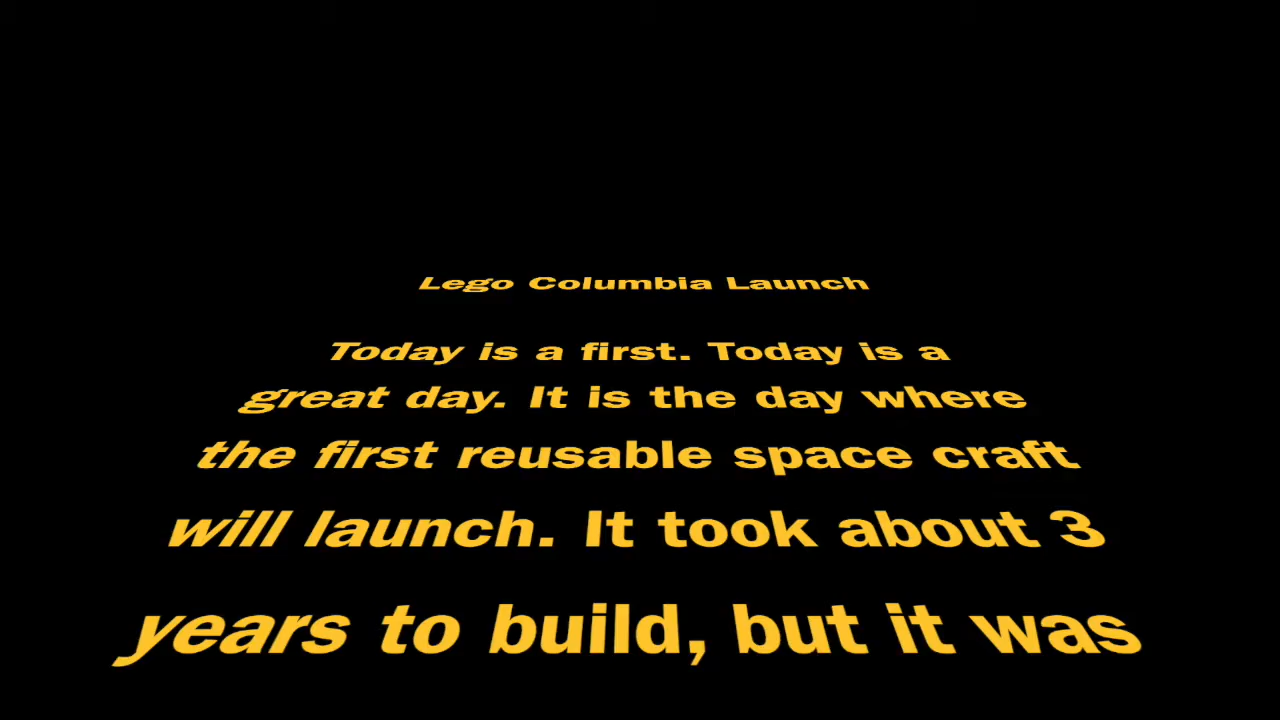 Lego Columbia Launch
Today is a first. Today is a
great day. It is the day where
the first reusable space craft
will launch. It took about 3
years to build, but it was